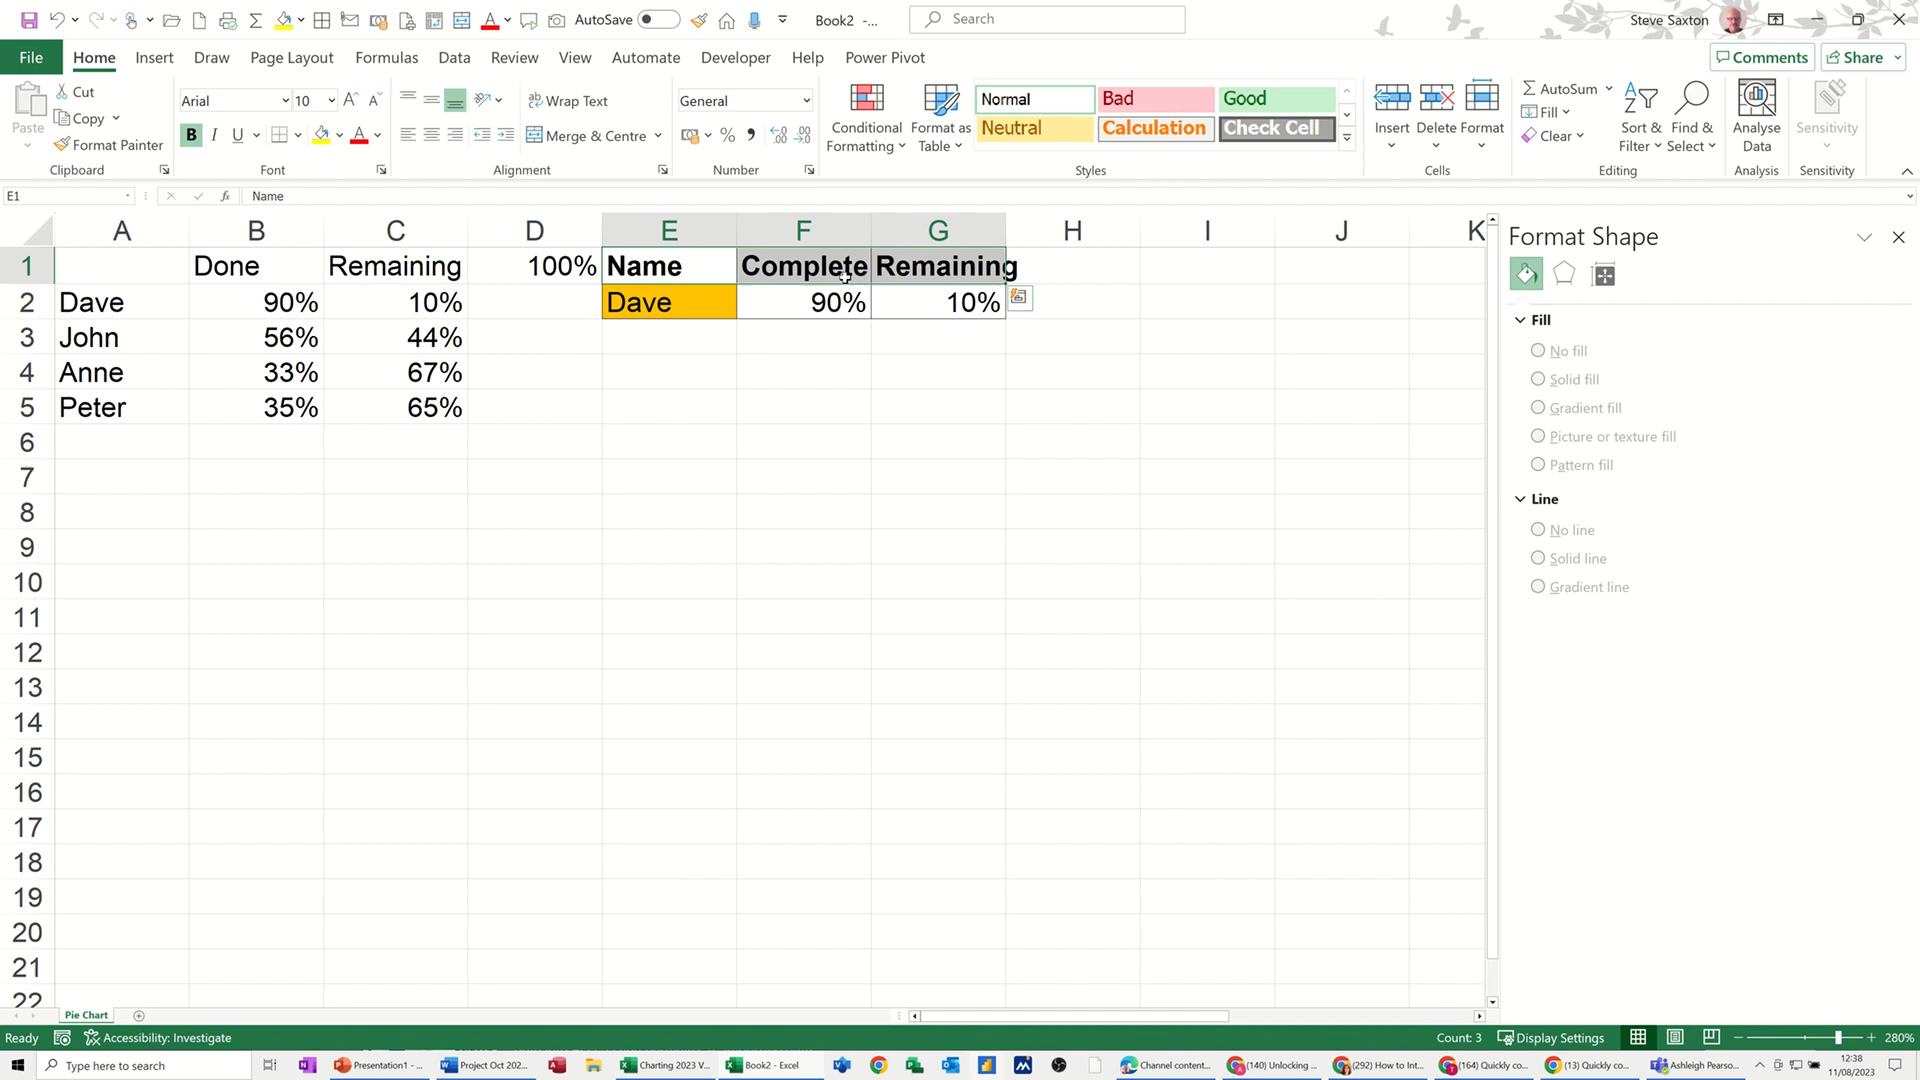 AutoSave Book2 -... Search Steve Saxton
File Home Insert Draw Page Layout Formulas Data Review View Automate Developer Help Power Pivot Comments Share
Paste Cut Copy Format Painter Clipboard
Arial 10 B I U Font
Wrap Text Merge & Centre Alignment
General % Number
Conditional Formatting Format as Table Normal Bad Good Neutral Calculation Check Cell Styles
Insert Delete Format Cells
AutoSum Fill Clear Sort & Filter Find & Select Editing
Analyse Data Analysis Sensitivity Sensitivity
E1 fx Name
A B C D E F G H I J K
1 Done Remaining 100% Name Complete Remaining
2 Dave 90% 10% Dave 90% 10%
3 John 56% 44%
4 Anne 33% 67%
5 Peter 35% 65%
6
7
8
9
10
11
12
13
14
15
16
17
18
19
20
21
22
Format Shape
Fill
No fill
Solid fill
Gradient fill
Picture or texture fill
Pattern fill
Line
No line
Solid line
Gradient line
Pie Chart
Ready Accessibility: Investigate Count: 3 Display Settings 280%
Type here to search Presentation1 - ... Project Oct 202... Charting 2023 V... Book2 - Excel Channel content... (140) Unlocking ... (292) How to Int... (164) Quickly co... (13) Quickly co... Ashleigh Pearso... 12:38
11/08/2023